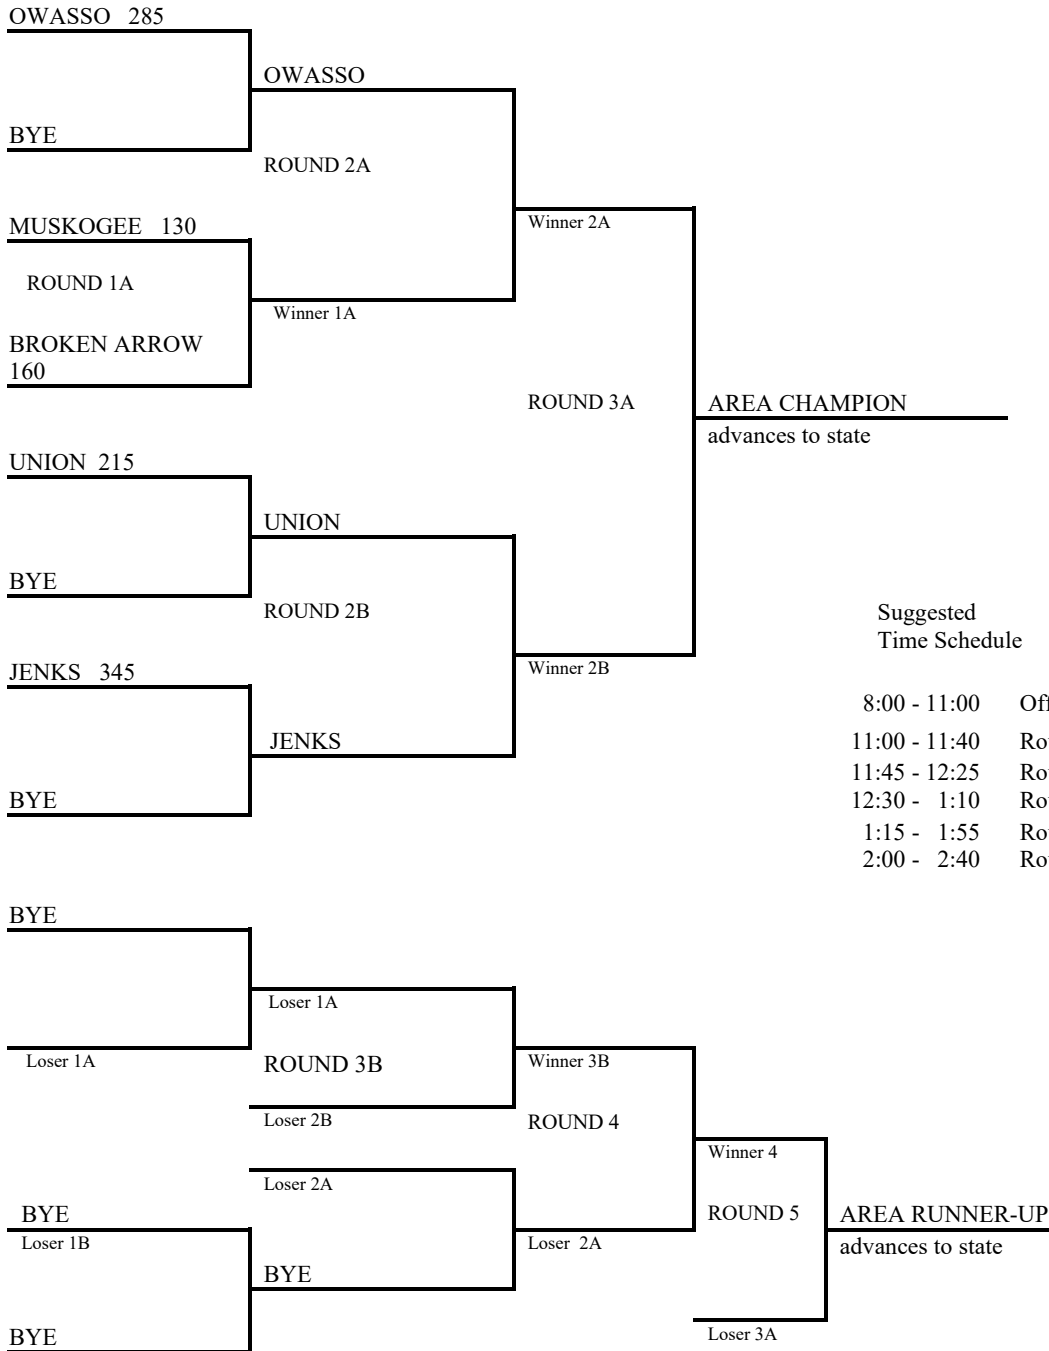 OWASSO 285
OWASSO
BYE
ROUND 2A
MUSKOGEE 130
Winner 2A
ROUND 1A
Winner 1A
BROKEN ARROW
160
ROUND 3A
AREA CHAMPION
advances to state
UNION 215
UNION
BYE
ROUND 2B
Suggested
Time Schedule
Winner 2B
JENKS 345
8:00 - 11:00
JENKS
11:00 - 11:40
11:45 - 12:25
BYE
12:30 - 1:10
1:15 - 1:55
2:00 - 2:40
BYE
Loser 1A
Loser 1A
ROUND 3B
Winner 3B
Loser 2B
ROUND 4
Winner 4
Loser 2A
BYE
ROUND 5
AREA RUNNER-UP
Loser 1B
Loser 2A
advances to state
BYE
BYE
Loser 3A